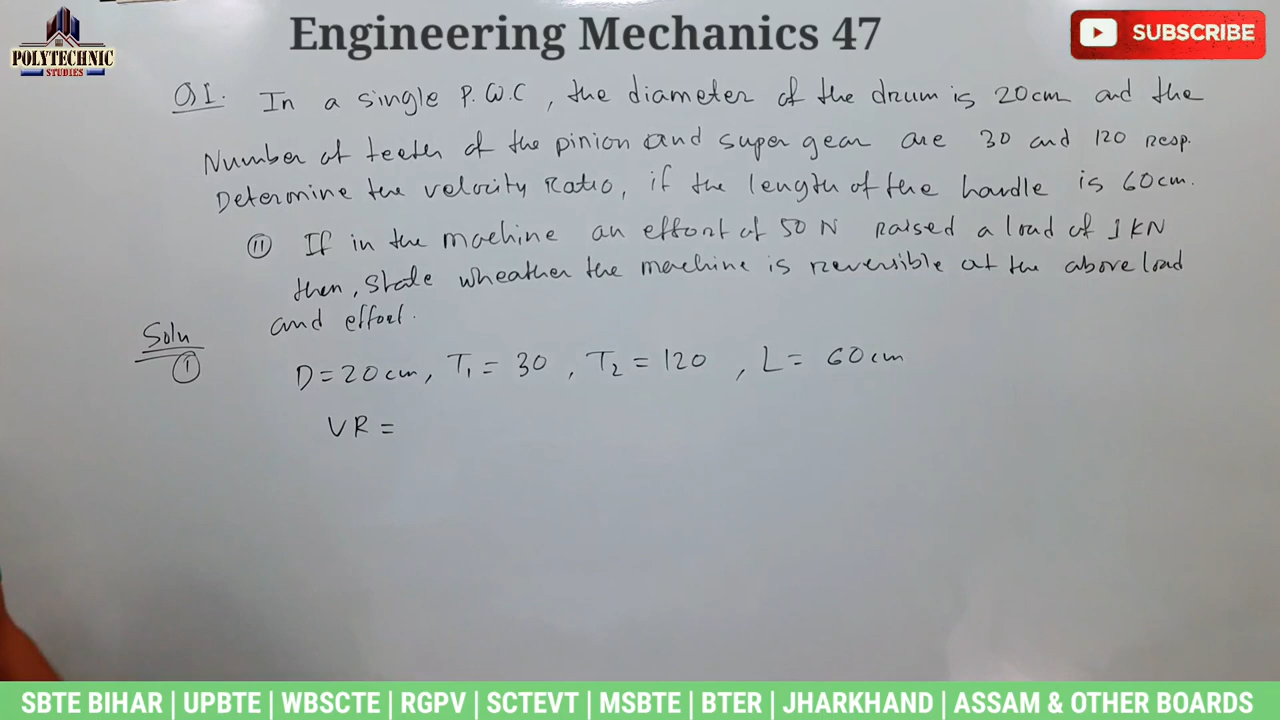 POLYTECHNIC
STUDIES
Engineering Mechanics 47
SUBSCRIBE
Q1. In a single P.W.C, the diameter of the drum is 20cm and the
Number of teeth of the pinion and super gear are 30 and 120 resp.
Determine the velocity Ratio, if the length of the handle is 60cm.
(II) If in the machine an effort of 50 N raised a load of 1 KN
then, state wheather the machine is reversible at the above load
and effort.
Soln
(1) D=20cm, T₁ = 30, T₂ = 120, L = 60cm
VR =
SBTE BIHAR | UPBTE | WBSCTE | RGPV | SCTEVT | MSBTE | BTER | JHARKHAND | ASSAM & OTHER BOARDS